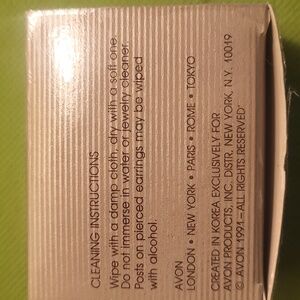 CLEANING INSTRUCTIONS
Wipe with a damp cloth, dry with a soft one.
Do not immerse in water or jewelry cleaner.
Posts on pierced earrings may be wiped
with alcohol.
AVON
LONDON • NEW YORK • PARIS • ROME • TOKYO
CREATED IN KOREA EXCLUSIVELY FOR
AVON PRODUCTS, INC. DISTR. NEW YORK, N.Y. 10019
© AVON 1991—ALL RIGHTS RESERVED